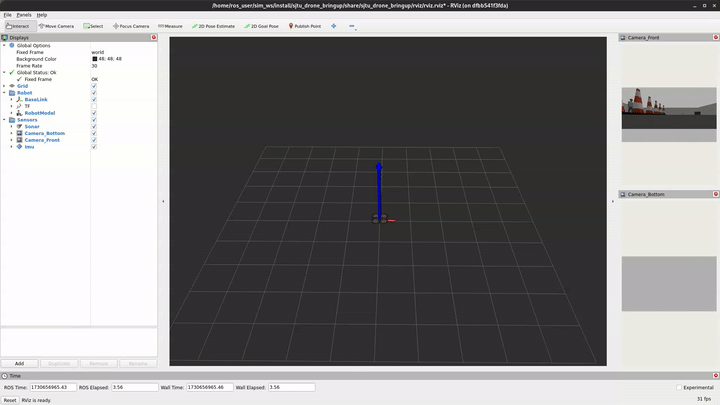 /home/ros_user/sim_ws/install/sjtu_drone_bringup/share/sjtu_drone_bringup/rviz/rviz.rviz* - RViz (on dfbb541f3fda)
File Panels Help
Interact Move Camera Select Focus Camera Measure 2D Pose Estimate 2D Goal Pose Publish Point
Displays
Global Options
Fixed Frame world
Background Color 48; 48; 48
Frame Rate 30
Global Status: Ok
Fixed Frame OK
Grid
Robot
BaseLink
TF
RobotModel
Sensors
Sonar
Camera_Bottom
Camera_Front
Imu
Add Duplicate Remove Rename
Camera_Front
Camera_Bottom
Time
ROS Time: 1730656965.43 ROS Elapsed: 3.56 Wall Time: 1730656965.46 Wall Elapsed: 3.56 Experimental
Reset RViz is ready. 31 fps